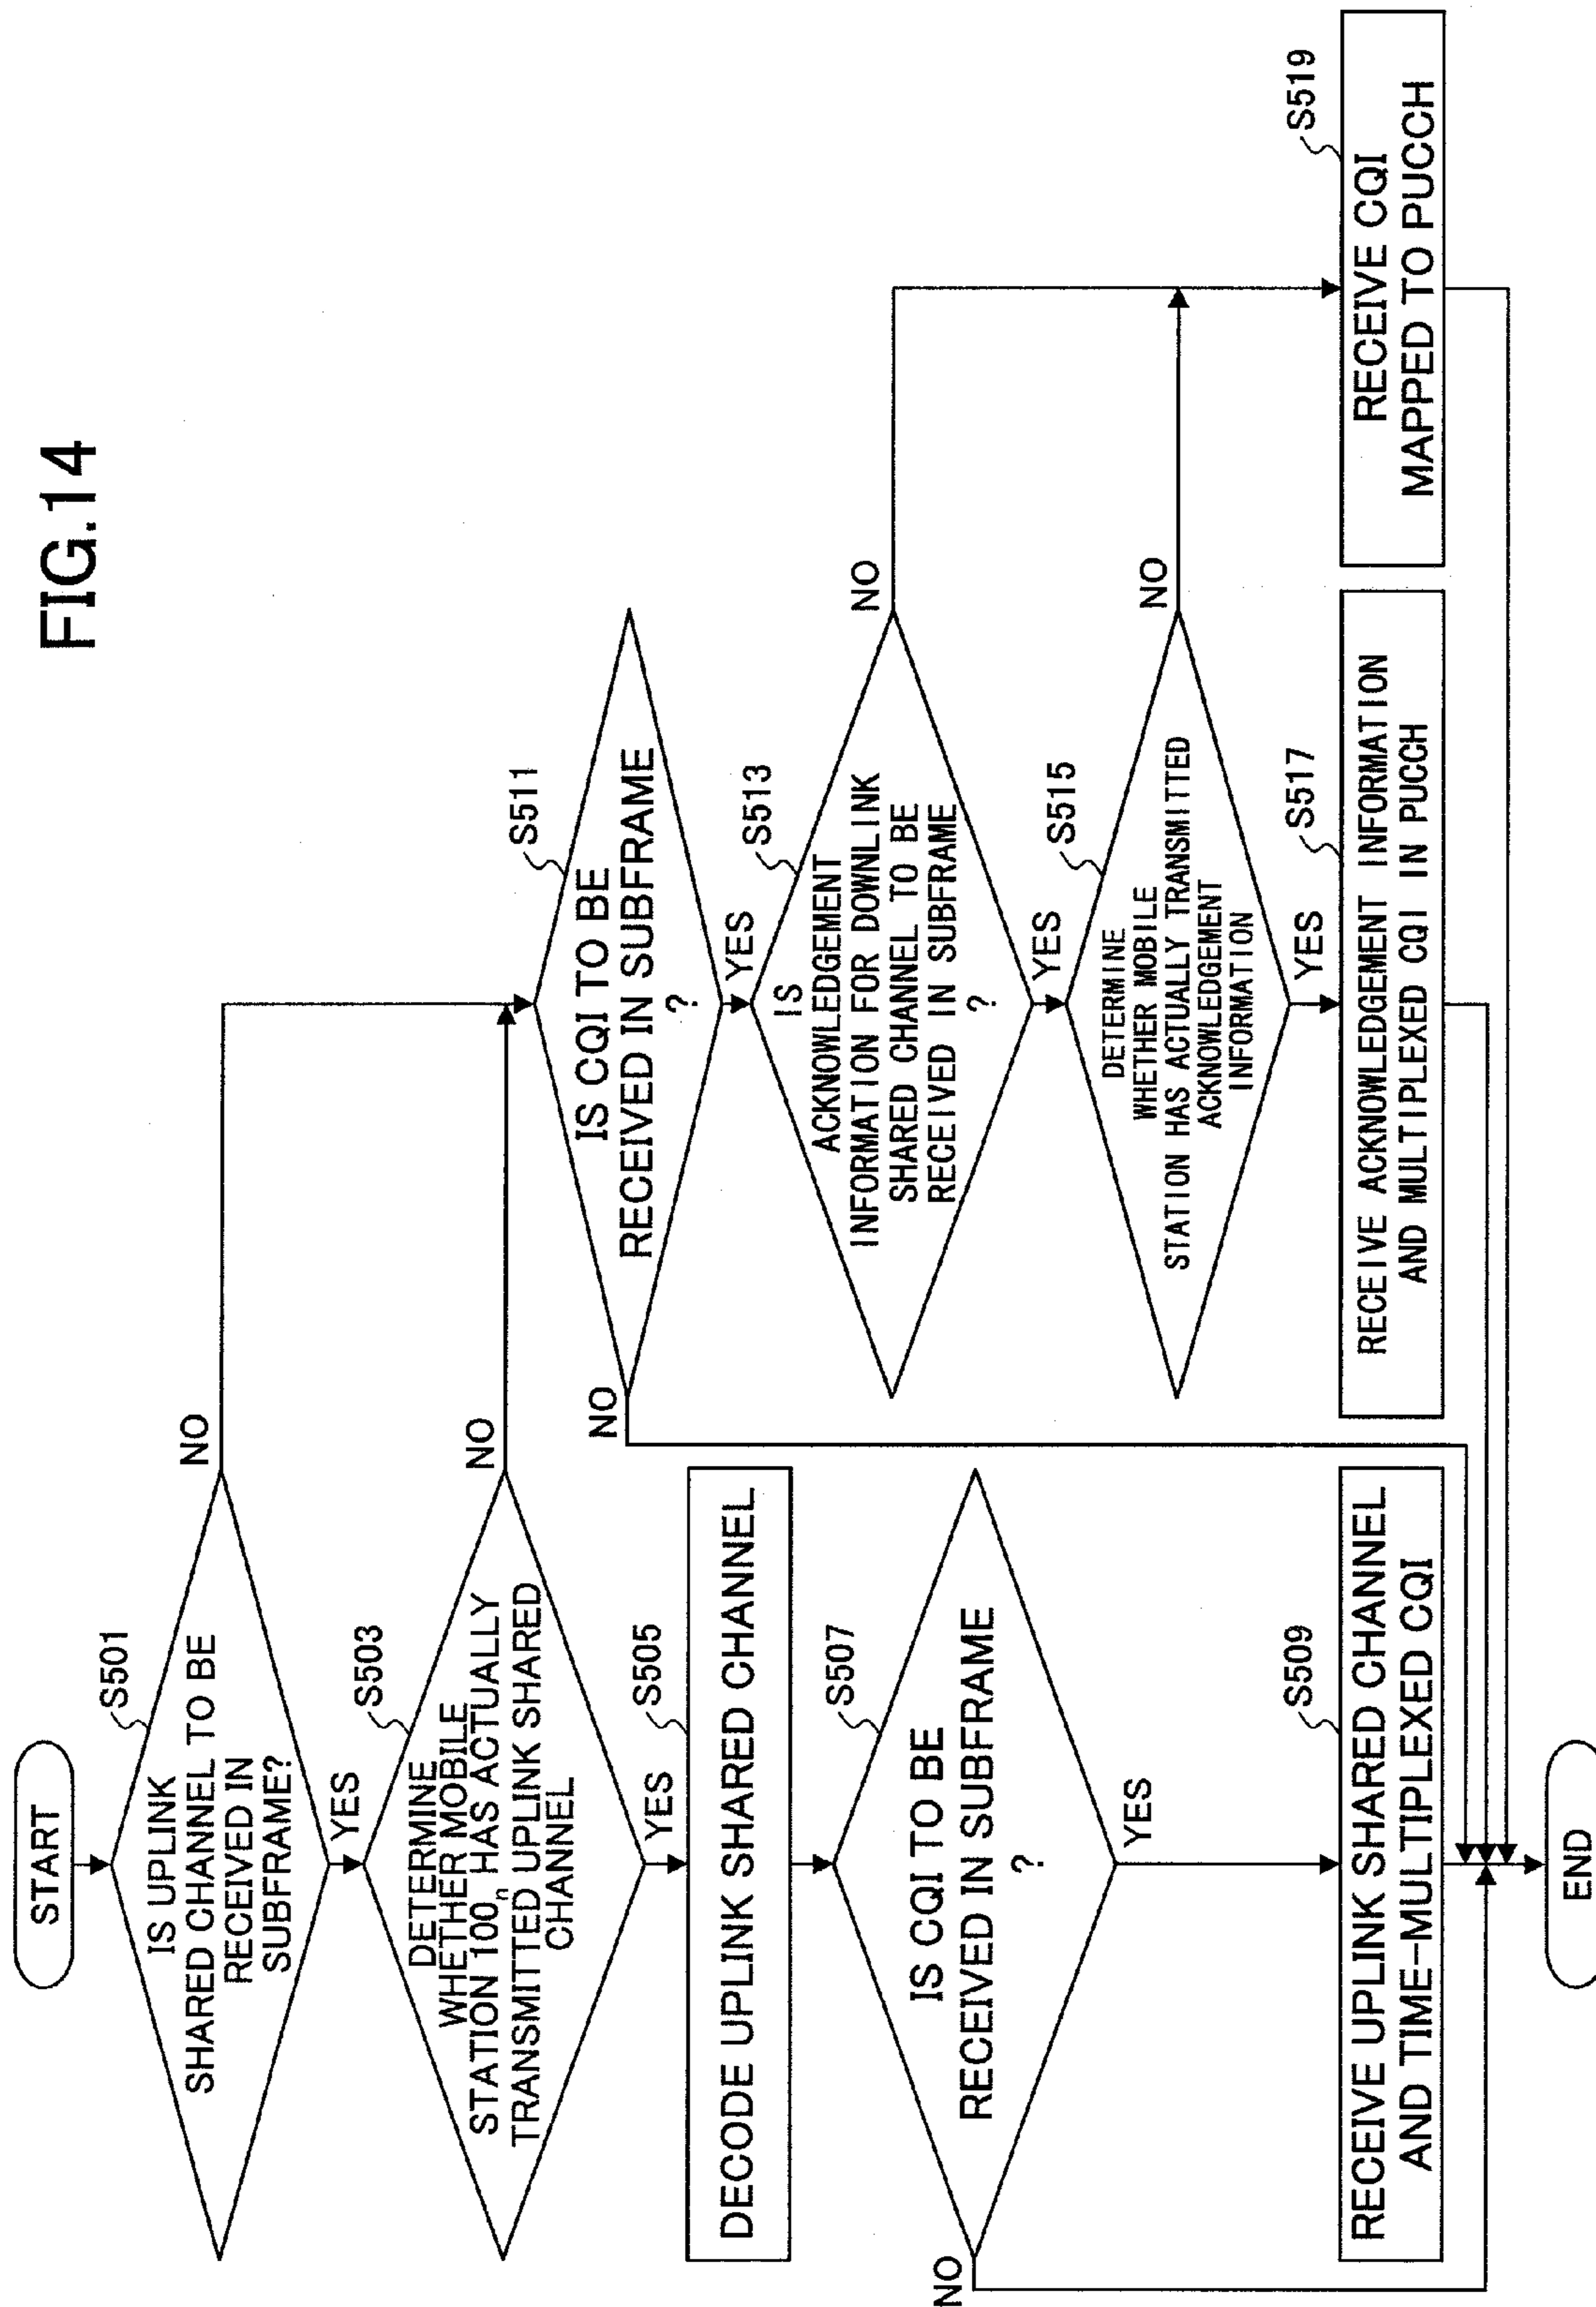 FIG.14
START
S501
IS UPLINK
SHARED CHANNEL TO BE
RECEIVED IN
SUBFRAME?
NO
YES
S503
DETERMINE
WHETHER MOBILE
STATION 100n HAS ACTUALLY
TRANSMITTED UPLINK SHARED
CHANNEL
NO
YES
S505
DECODE UPLINK SHARED CHANNEL
S507
IS CQI TO BE
RECEIVED IN SUBFRAME
?
NO
YES
S509
RECEIVE UPLINK SHARED CHANNEL
AND TIME-MULTIPLEXED CQI
S511
IS CQI TO BE
RECEIVED IN SUBFRAME
?
NO
YES
S513
IS
ACKNOWLEDGEMENT
INFORMATION FOR DOWNLINK
SHARED CHANNEL TO BE
RECEIVED IN SUBFRAME
?
NO
YES
S515
DETERMINE
WHETHER MOBILE
STATION HAS ACTUALLY TRANSMITTED
ACKNOWLEDGEMENT
INFORMATION
NO
YES
S517
RECEIVE ACKNOWLEDGEMENT INFORMATION
AND MULTIPLEXED CQI IN PUCCH
S519
RECEIVE CQI
MAPPED TO PUCCH
END